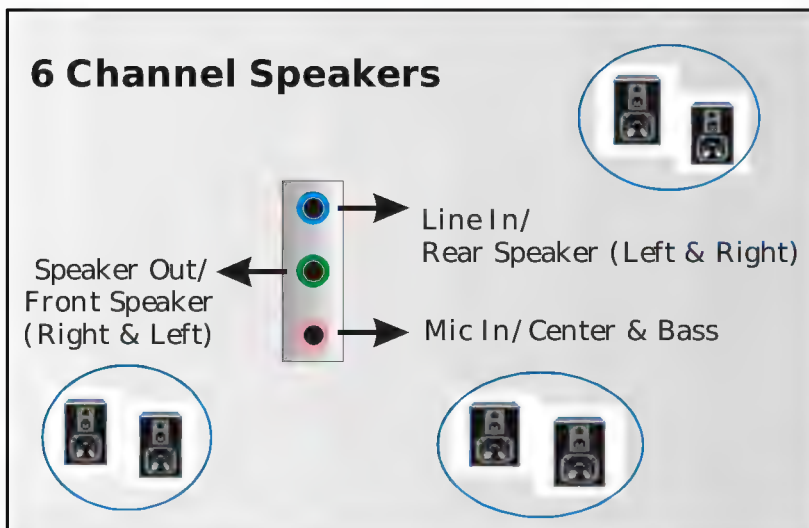 6 Channel Speakers
Line In/
Rear Speaker (Left & Right)
Speaker Out/
Front Speaker
(Right & Left)
Mic In/ Center & Bass